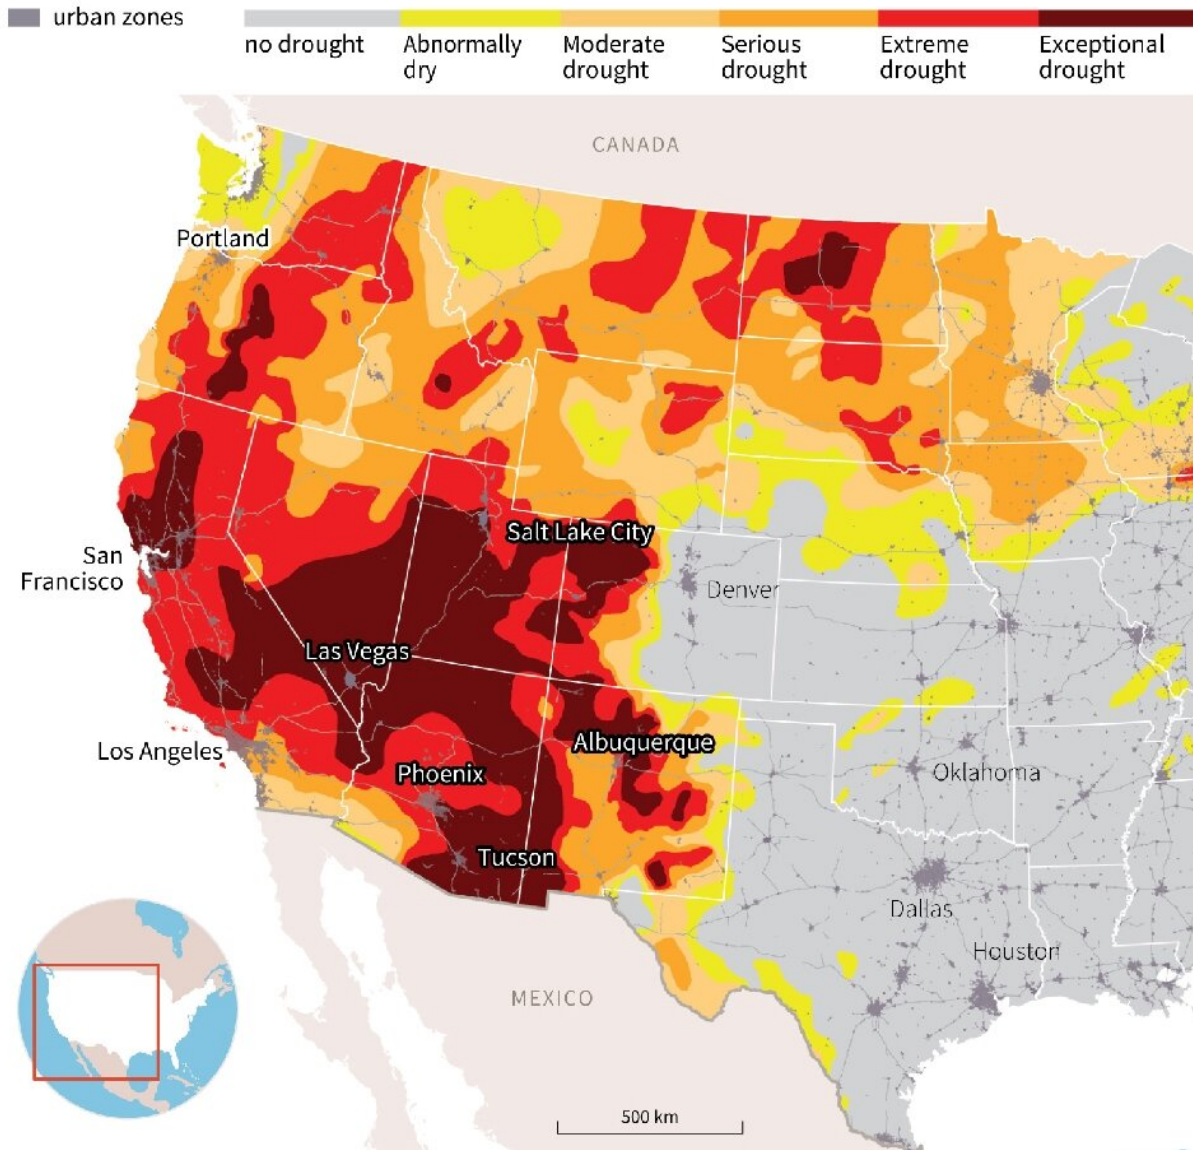 urban zones
no drought
Abnormally
dry
Moderate
drought
Serious
drought
Extreme
drought
Exceptional
drought
CANADA
Portland
San
Francisco
Salt Lake City
Denver
Las Vegas
Los Angeles
Albuquerque
Phoenix
Oklahoma
Tucson
Dallas
Houston
MEXICO
500 km